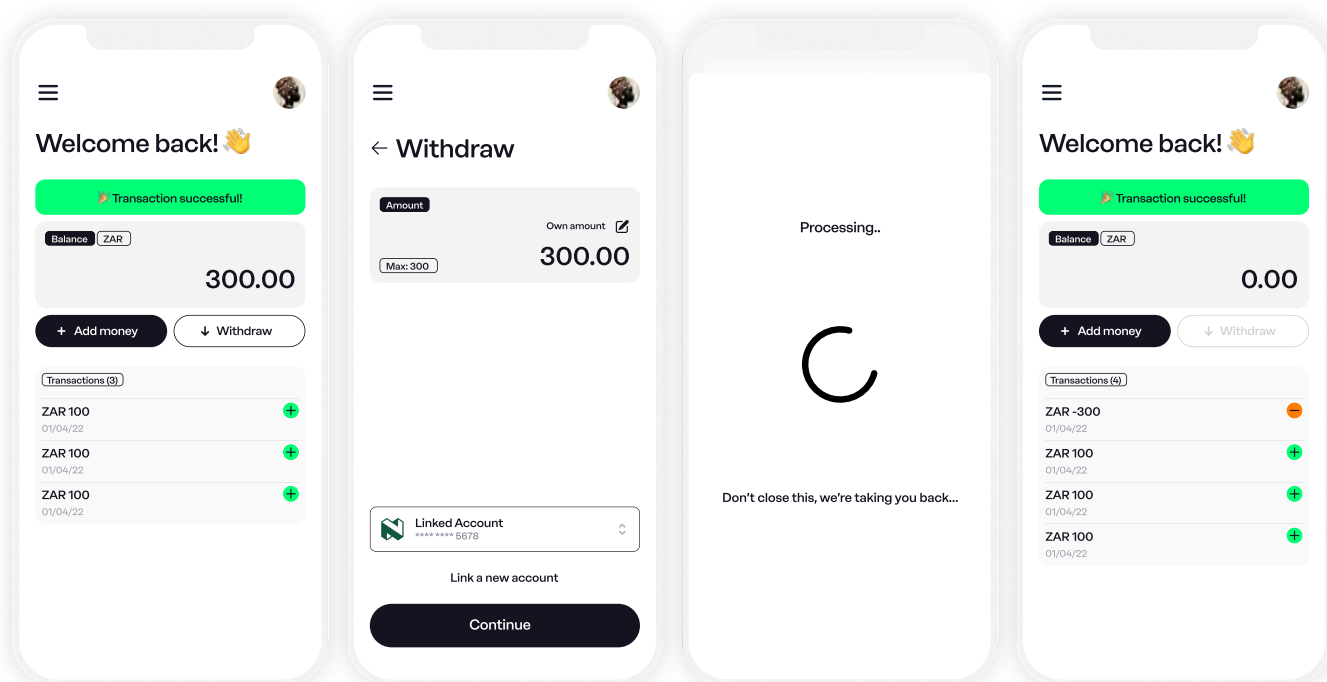 Welcome back! 👋
🎉 Transaction successful!
Balance ZAR
300.00
+ Add money
↓ Withdraw
Transactions (3)
ZAR 100
01/04/22
ZAR 100
01/04/22
ZAR 100
01/04/22
← Withdraw
Amount
Own amount
300.00
Max: 300
Linked Account
**** **** 5678
Link a new account
Continue
Processing..
Don't close this, we're taking you back...
Welcome back! 👋
🎉 Transaction successful!
Balance ZAR
0.00
+ Add money
↓ Withdraw
Transactions (4)
ZAR -300
01/04/22
ZAR 100
01/04/22
ZAR 100
01/04/22
ZAR 100
01/04/22